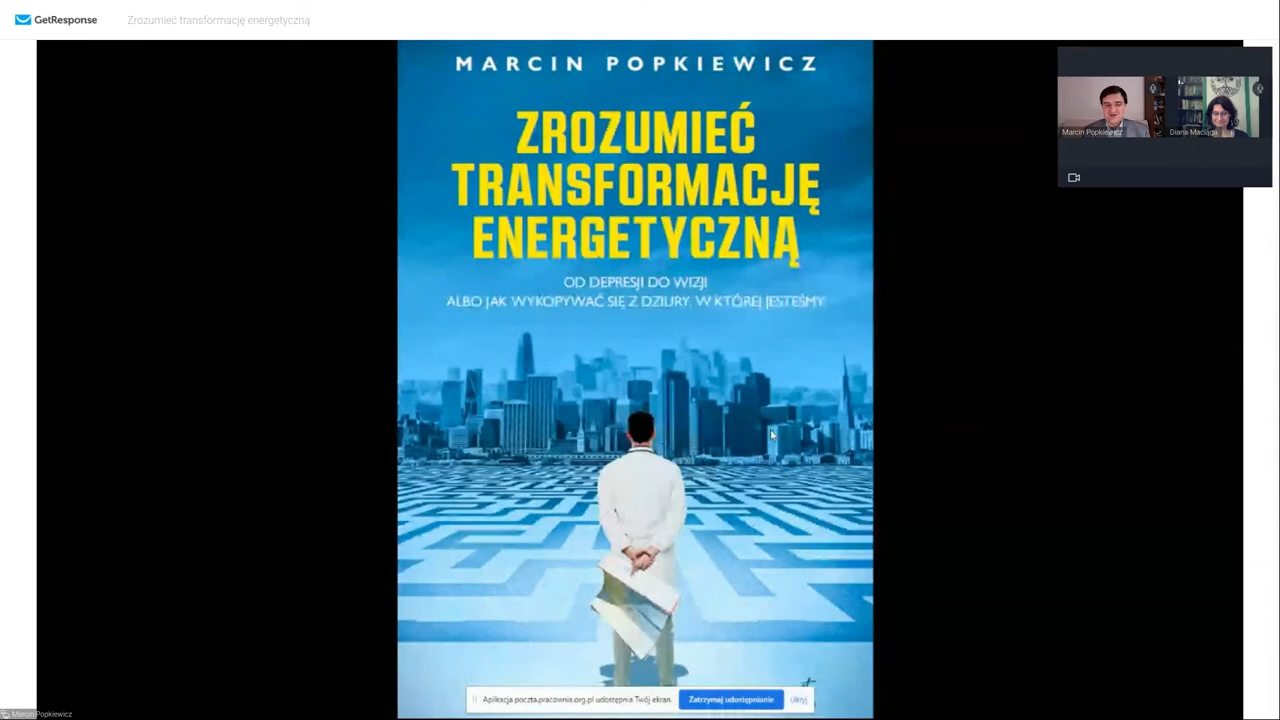 GetResponse
Zrozumieć transformację energetyczną
MARCIN POPKIEWICZ
ZROZUMIEĆ
TRANSFORMACJĘ
ENERGETYCZNĄ
OD DEPRESJI DO WIZJI
ALBO JAK WYKOPYWAĆ SIĘ Z DZIURY, W KTÓREJ JESTEŚMY
Marcin Popkiewicz
Diana Maciąga
Aplikacja poczta.pracownia.org.pl udostępnia Twój ekran.
Zatrzymaj udostępnianie
Ukryj
Marcin Popkiewicz